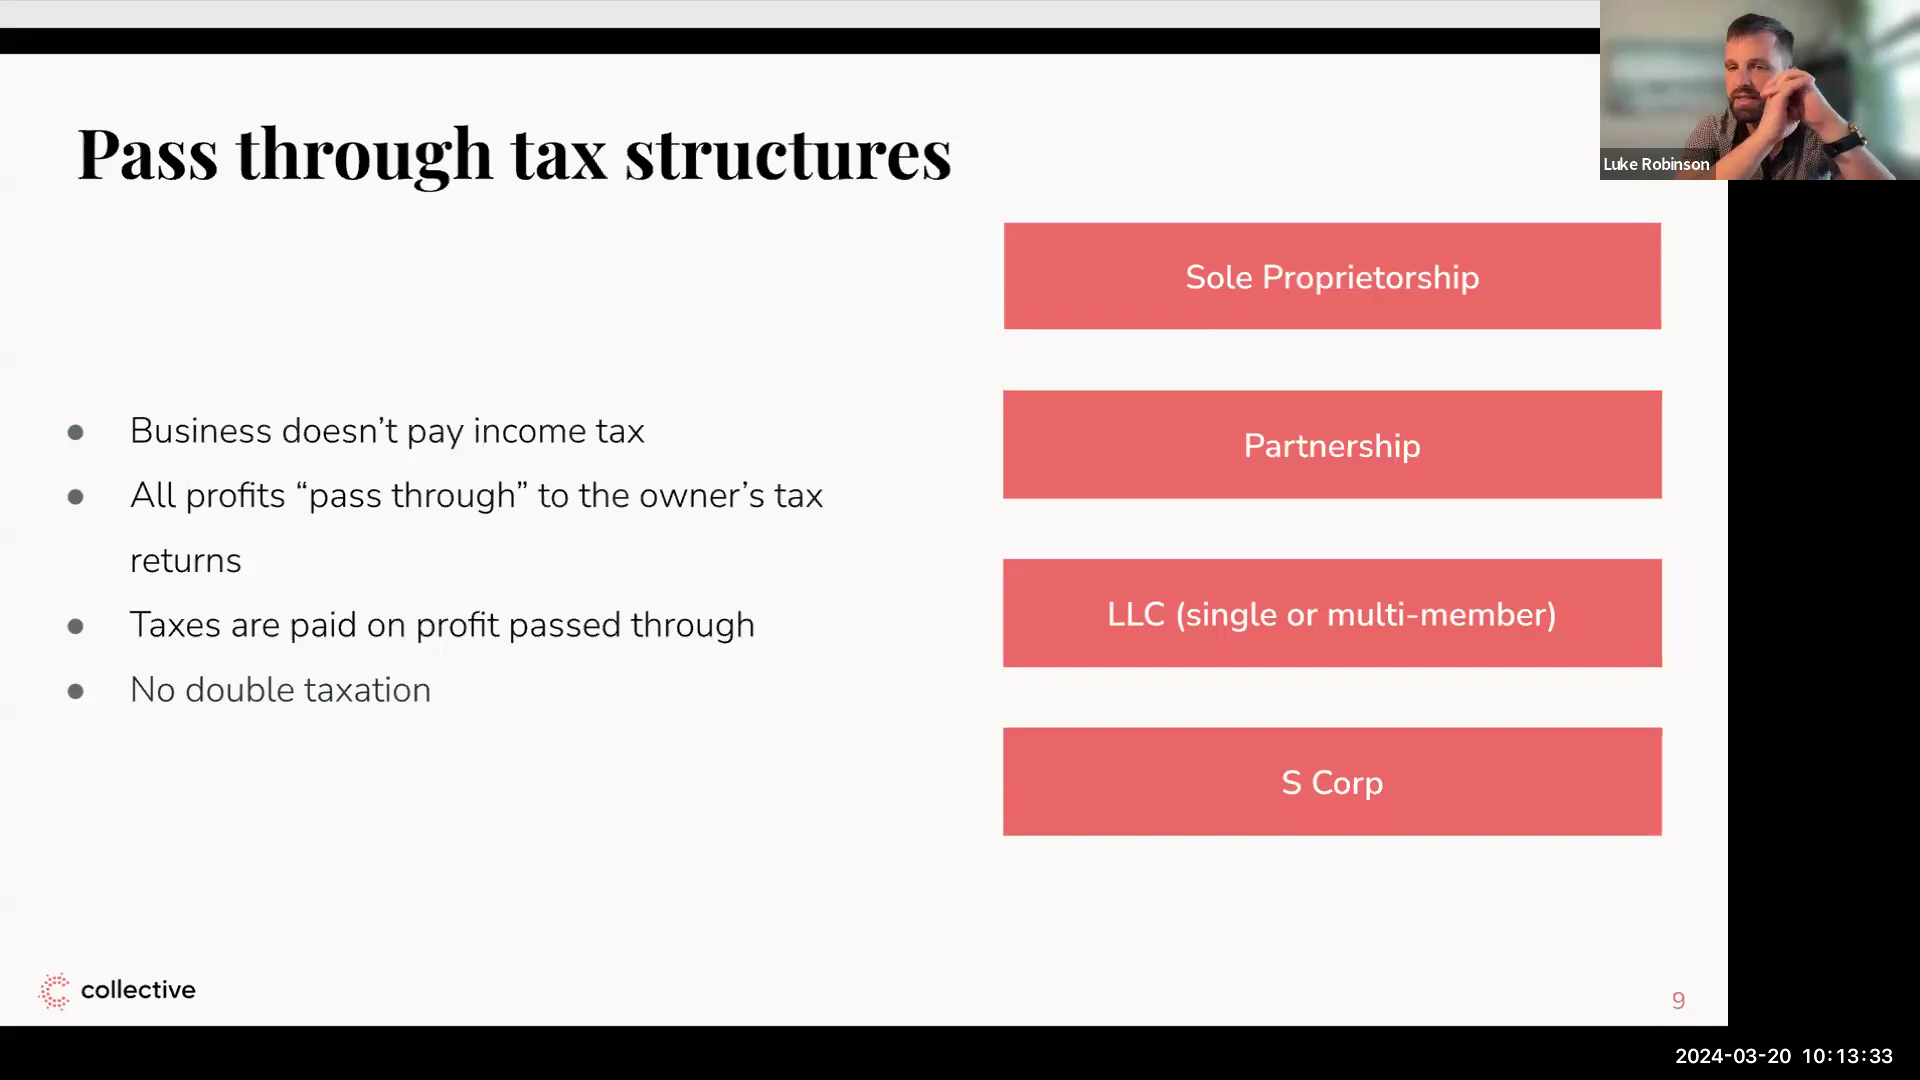 Pass through tax structures
Luke Robinson
Sole Proprietorship
Partnership
LLC (single or multi-member)
S Corp
● Business doesn’t pay income tax
● All profits “pass through” to the owner’s tax
returns
● Taxes are paid on profit passed through
● No double taxation
collective
9
2024-03-20 10:13:33